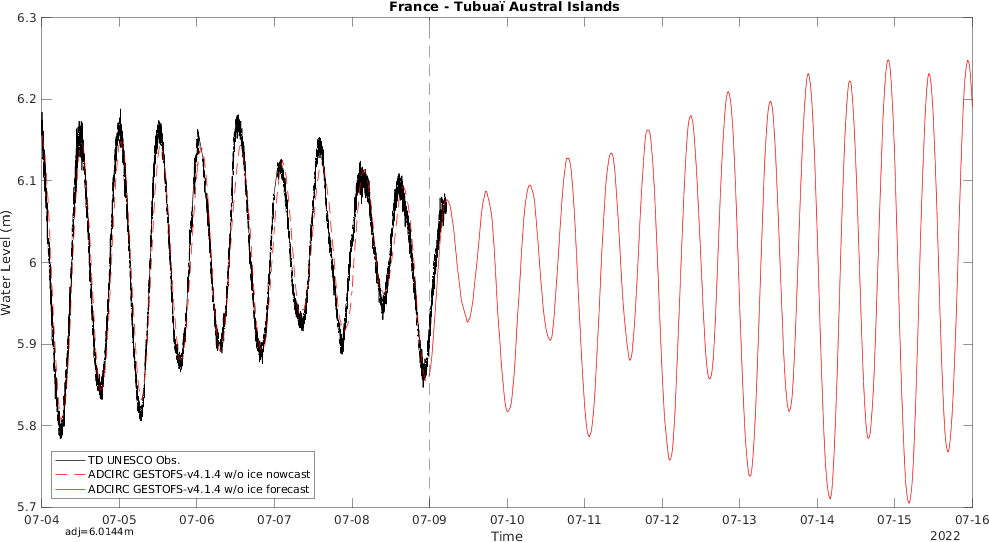 France - Tubuaï Austral Islands
Water Level (m)
6.3
6.2
6.1
6
5.9
5.8
5.7
TD UNESCO Obs.
ADCIRC GESTOFS-v4.1.4 w/o ice nowcast
ADCIRC GESTOFS-v4.1.4 w/o ice forecast
07-04 07-05 07-06 07-07 07-08 07-09 07-10 07-11 07-12 07-13 07-14 07-15 07-16
adj=6.0144m
Time
2022